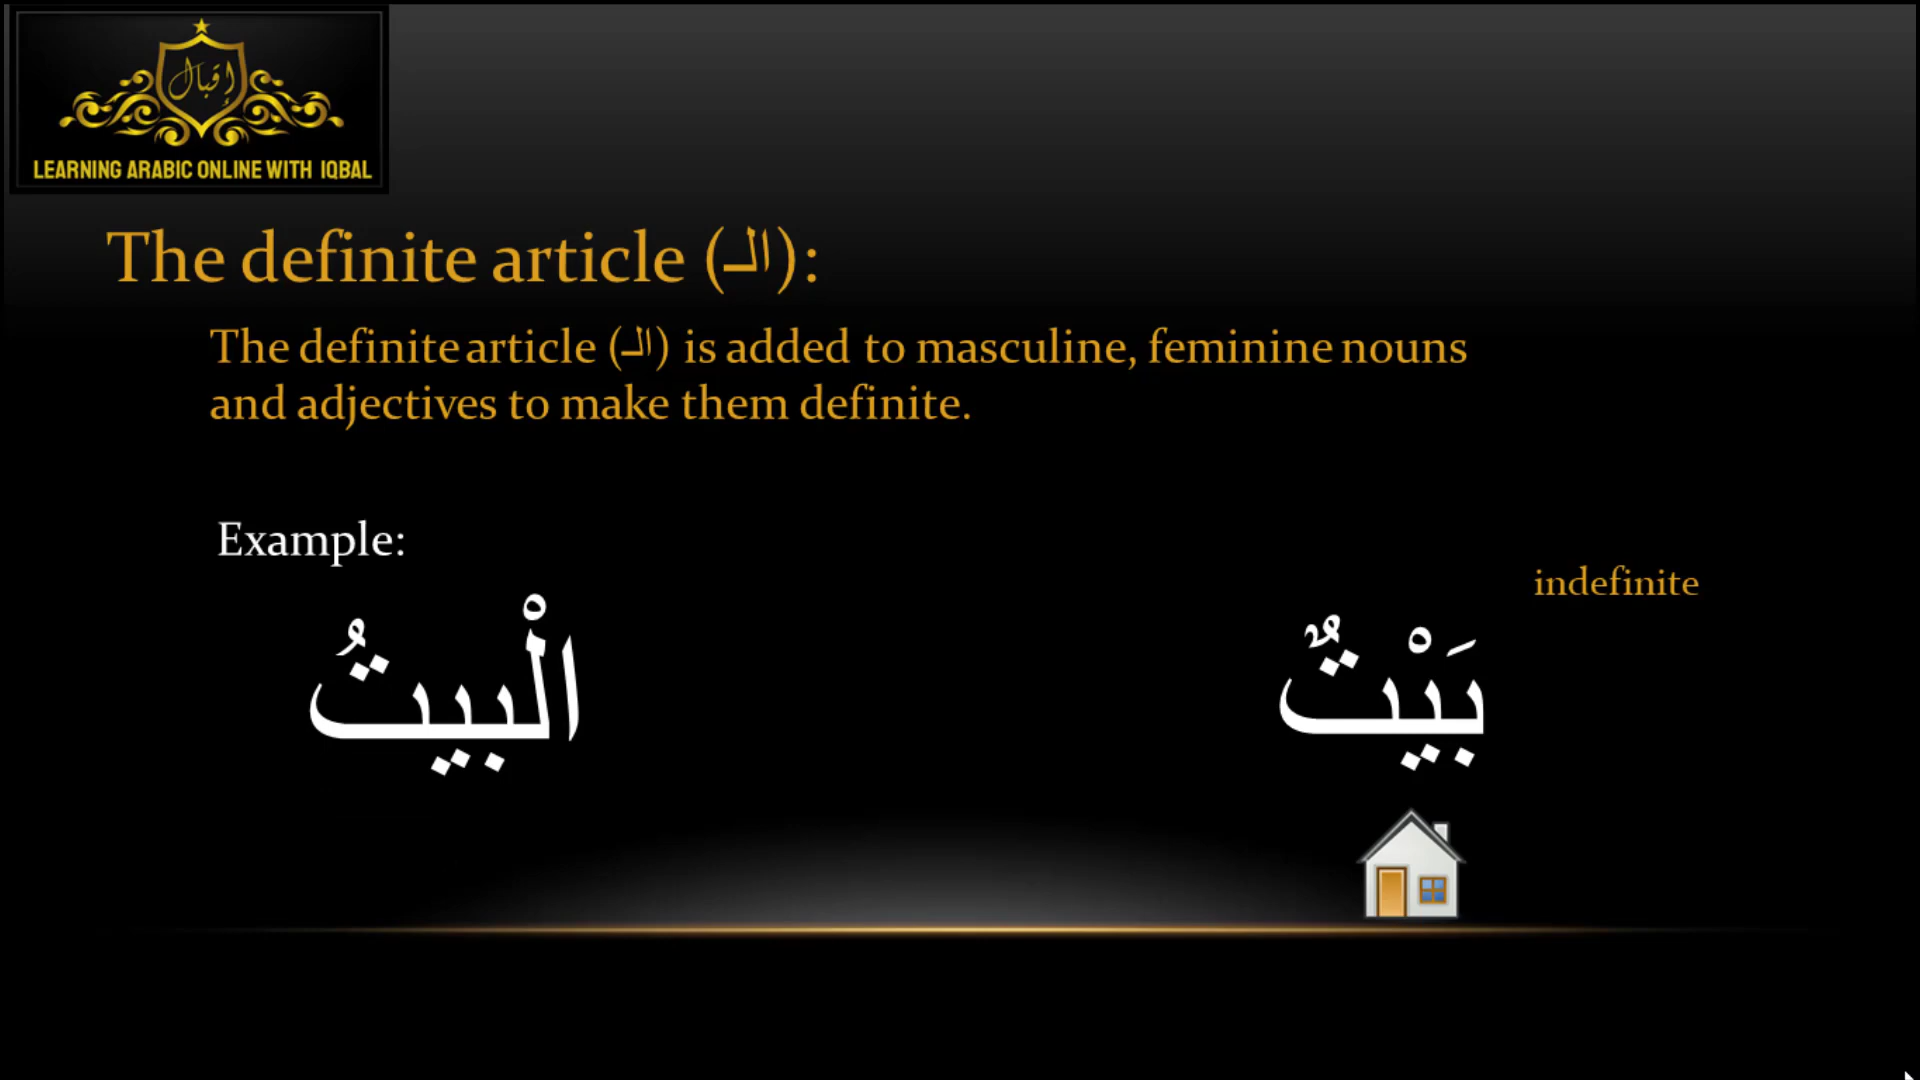 إقبال
LEARNING ARABIC ONLINE WITH IQBAL
The definite article (الـ):
The definite article (الـ) is added to masculine, feminine nouns
and adjectives to make them definite.
Example:
indefinite
بَيْتٌ
الْبيتُ